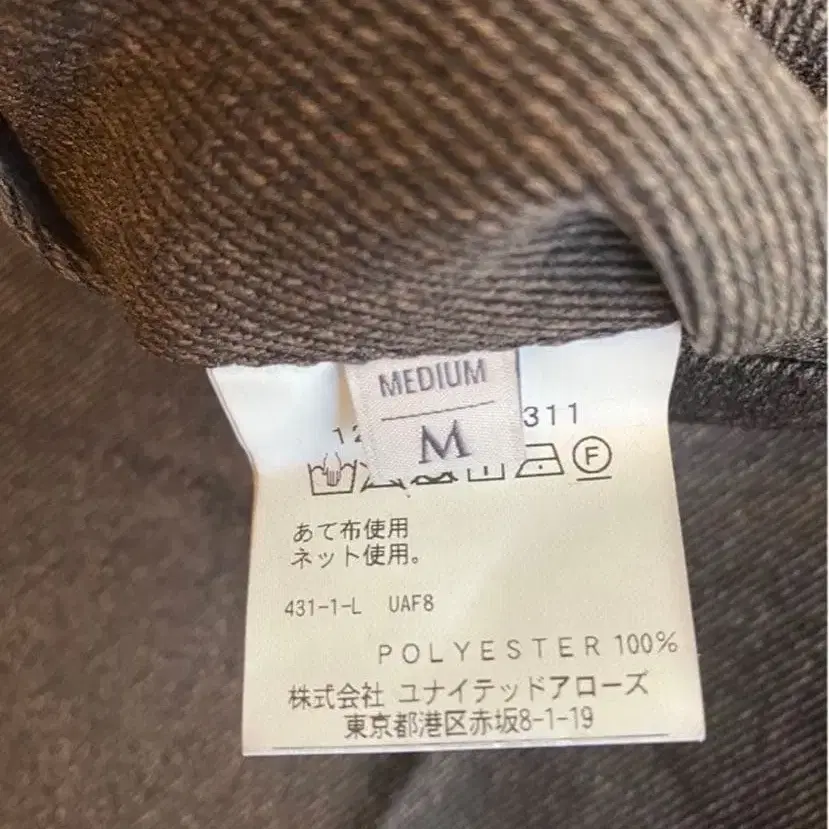 MEDIUM
M
311
F
あて布使用
ネット使用。
431-1-L UAF8
POLYESTER 100%
株式会社 ユナイテッドアローズ
東京都港区赤坂8-1-19